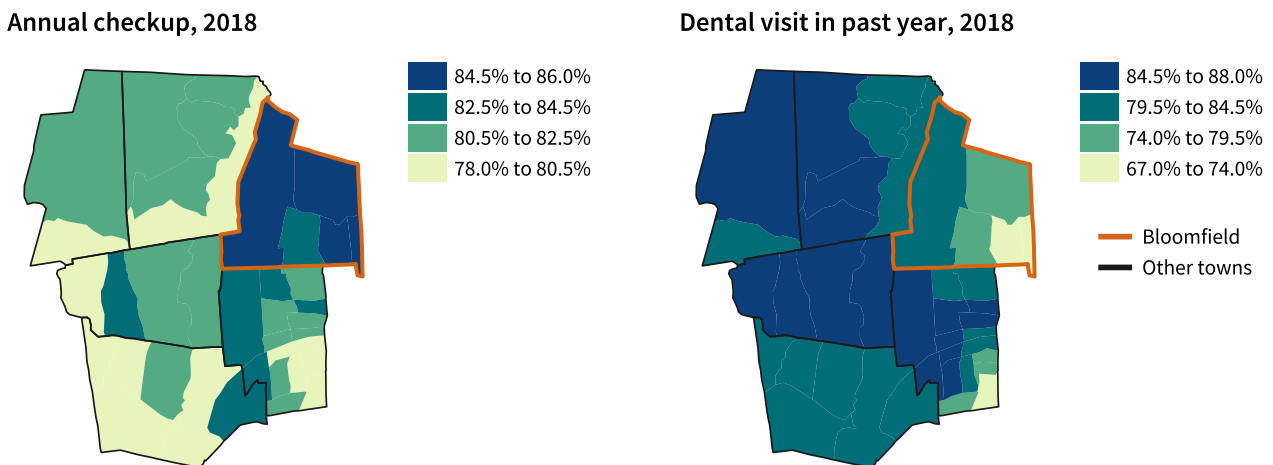 Annual checkup, 2018
84.5% to 86.0%
82.5% to 84.5%
80.5% to 82.5%
78.0% to 80.5%
Dental visit in past year, 2018
84.5% to 88.0%
79.5% to 84.5%
74.0% to 79.5%
67.0% to 74.0%
Bloomfield
Other towns